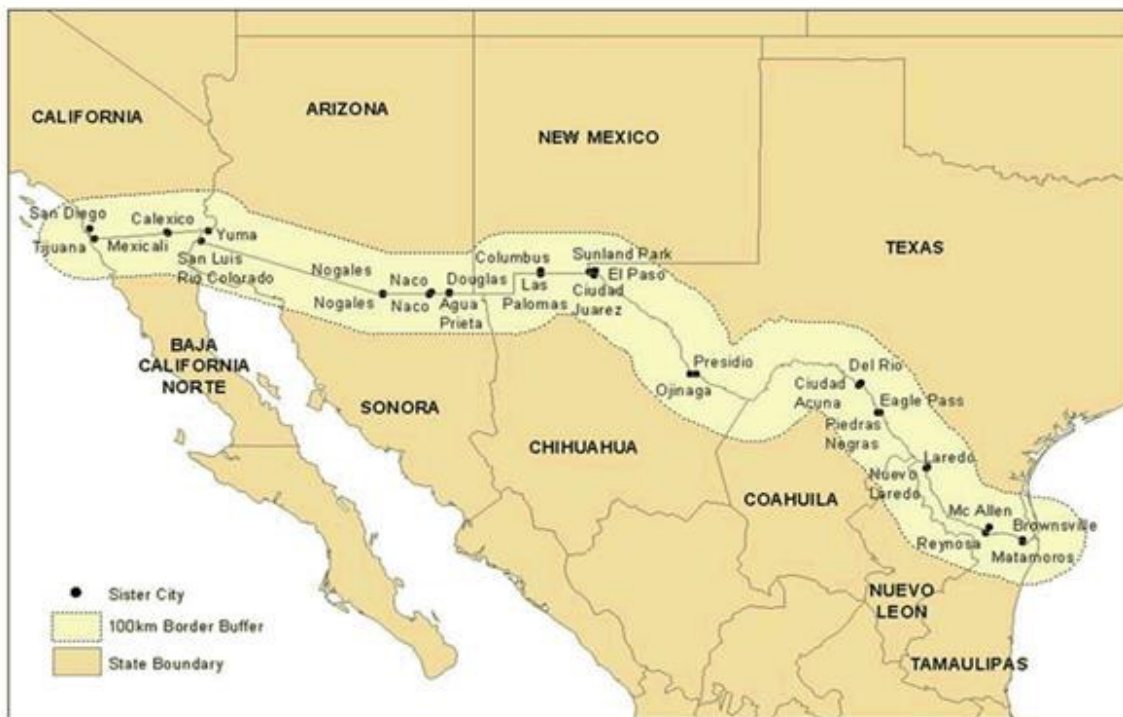 CALIFORNIA
ARIZONA
NEW MEXICO
TEXAS
San Diego
Tijuana
Calexico
Mexicali
Yuma
San Luis
Rio Colorado
Nogales
Nogales
Naco
Naco
Douglas
Agua
Prieta
Columbus
Las
Palomas
Sunland Park
El Paso
Ciudad
Juarez
Presidio
Ojinaga
Del Rio
Ciudad
Acuna
Eagle Pass
Piedras
Negras
Laredo
Nuevo
Laredo
Mc Allen
Reynosa
Brownsville
Matamoros
BAJA
CALIFORNIA
NORTE
SONORA
CHIHUAHUA
COAHUILA
NUEVO
LEON
TAMAULIPAS
Sister City
100km Border Buffer
State Boundary